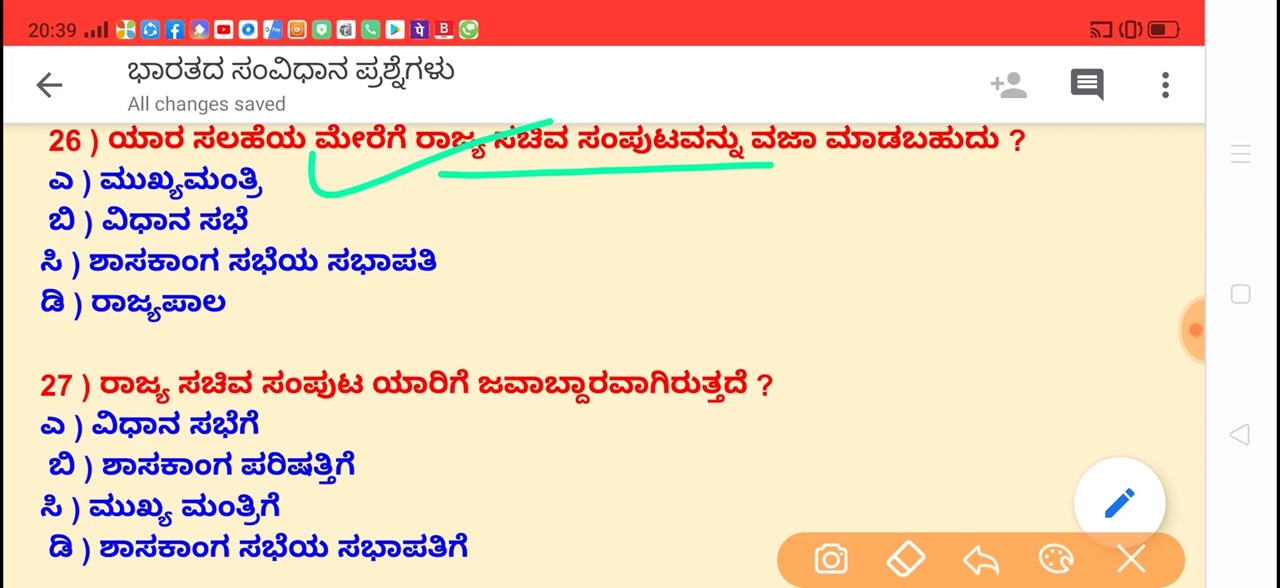 20:39
ಭಾರತದ ಸಂವಿಧಾನ ಪ್ರಶ್ನೆಗಳು
All changes saved
26 ) ಯಾರ ಸಲಹೆಯ ಮೇರೆಗೆ ರಾಜ್ಯ ಸಚಿವ ಸಂಪುಟವನ್ನು ವಜಾ ಮಾಡಬಹುದು ?
ಎ ) ಮುಖ್ಯಮಂತ್ರಿ
ಬಿ ) ವಿಧಾನ ಸಭೆ
ಸಿ ) ಶಾಸಕಾಂಗ ಸಭೆಯ ಸಭಾಪತಿ
ಡಿ ) ರಾಜ್ಯಪಾಲ
27 ) ರಾಜ್ಯ ಸಚಿವ ಸಂಪುಟ ಯಾರಿಗೆ ಜವಾಬ್ದಾರವಾಗಿರುತ್ತದೆ ?
ಎ ) ವಿಧಾನ ಸಭೆಗೆ
ಬಿ ) ಶಾಸಕಾಂಗ ಪರಿಷತ್ತಿಗೆ
ಸಿ ) ಮುಖ್ಯ ಮಂತ್ರಿಗೆ
ಡಿ ) ಶಾಸಕಾಂಗ ಸಭೆಯ ಸಭಾಪತಿಗೆ